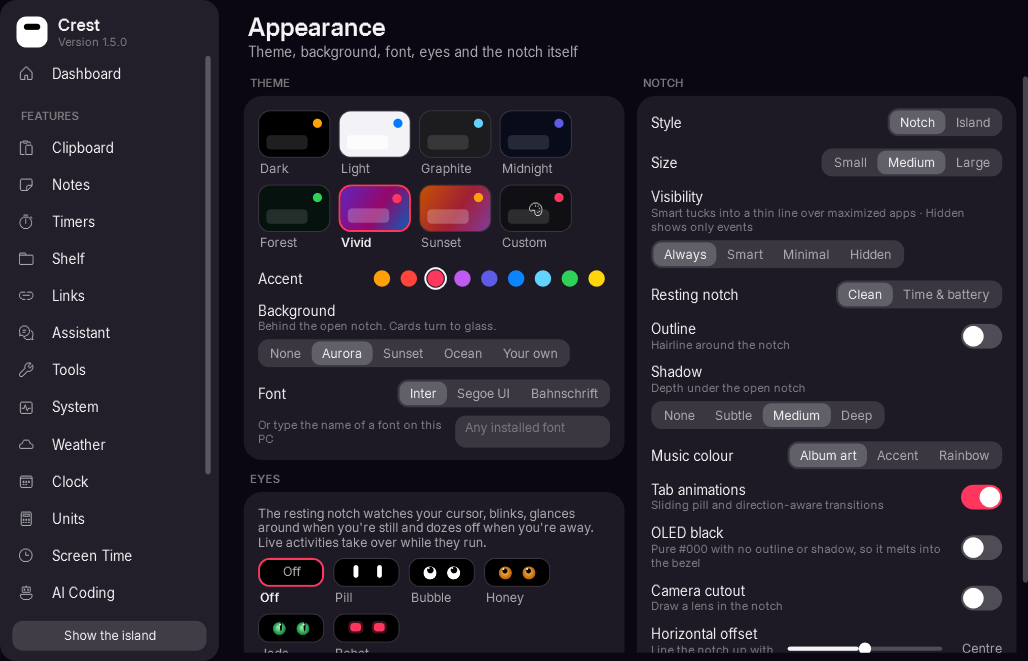 Crest
Version 1.5.0
Dashboard
FEATURES
Clipboard
Notes
Timers
Shelf
Links
Assistant
Tools
System
Weather
Clock
Units
Screen Time
AI Coding
Show the island
Appearance
Theme, background, font, eyes and the notch itself
THEME
Dark
Light
Graphite
Midnight
Forest
Vivid
Sunset
Custom
Accent
Background
Behind the open notch. Cards turn to glass.
None
Aurora
Sunset
Ocean
Your own
Font
Inter
Segoe UI
Bahnschrift
Or type the name of a font on this
PC
Any installed font
EYES
The resting notch watches your cursor, blinks, glances
around when you're still and dozes off when you're away.
Live activities take over while they run.
Off
Off
Pill
Bubble
Honey
Jade
Robot
NOTCH
Style
Notch
Island
Size
Small
Medium
Large
Visibility
Smart tucks into a thin line over maximized apps · Hidden
shows only events
Always
Smart
Minimal
Hidden
Resting notch
Clean
Time & battery
Outline
Hairline around the notch
Shadow
Depth under the open notch
None
Subtle
Medium
Deep
Music colour
Album art
Accent
Rainbow
Tab animations
Sliding pill and direction-aware transitions
OLED black
Pure #000 with no outline or shadow, so it melts into
the bezel
Camera cutout
Draw a lens in the notch
Horizontal offset
Line the notch up with
Centre